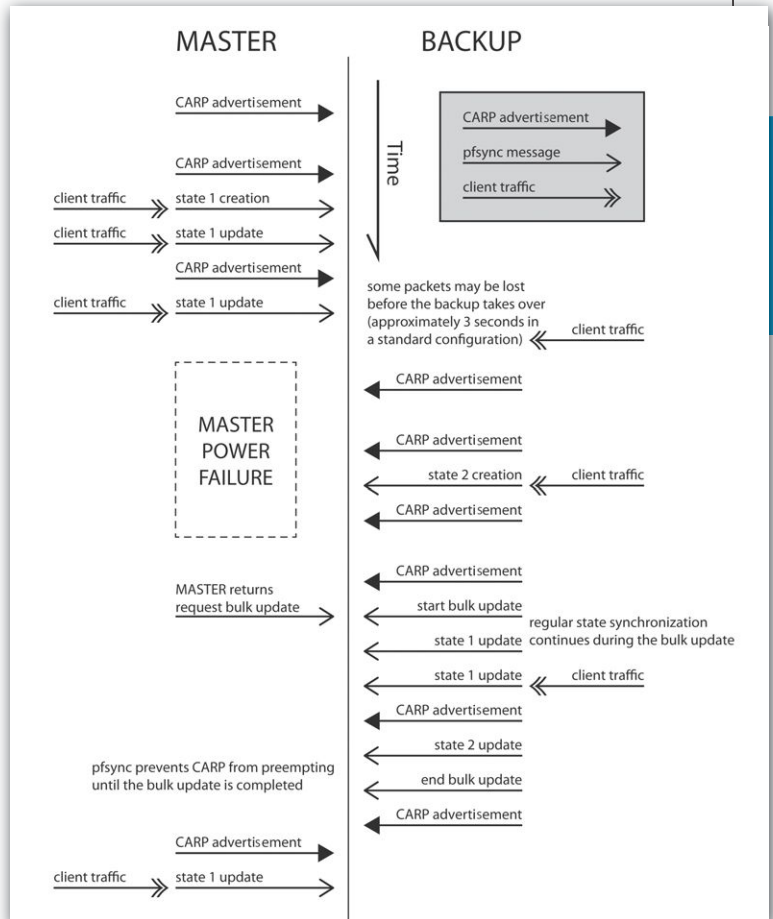 MASTER
BACKUP
CARP advertisement
Time
CARP advertisement
pfsync message
client traffic
CARP advertisement
client traffic
state 1 creation
client traffic
state 1 update
CARP advertisement
client traffic
state 1 update
some packets may be lost
before the backup takes over
(approximately 3 seconds in
a standard configuration)
client traffic
CARP advertisement
MASTER
POWER
FAILURE
CARP advertisement
state 2 creation
client traffic
CARP advertisement
CARP advertisement
MASTER returns
request bulk update
start bulk update
regular state synchronization
continues during the bulk update
state 1 update
state 1 update
client traffic
CARP advertisement
state 2 update
pfsync prevents CARP from preempting
until the bulk update is completed
end bulk update
CARP advertisement
CARP advertisement
client traffic
state 1 update